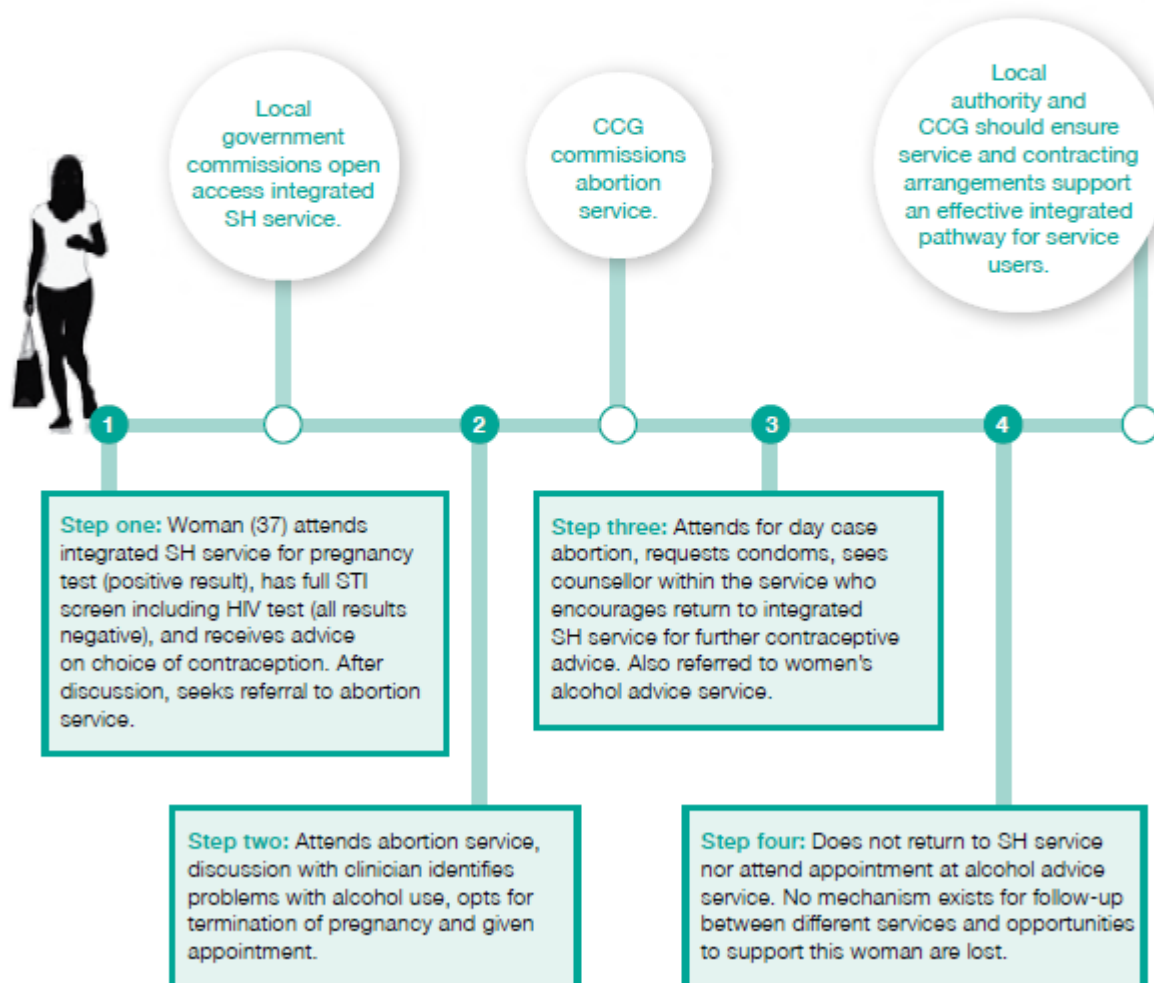 Local
government
commissions open
access integrated
SH service.
CCG
commissions
abortion
service.
Local
authority and
CCG should ensure
service and contracting
arrangements support
an effective integrated
pathway for service
users.
1
2
3
4
Step one: Woman (37) attends
integrated SH service for pregnancy
test (positive result), has full STI
screen including HIV test (all results
negative), and receives advice
on choice of contraception. After
discussion, seeks referral to abortion
service.
Step three: Attends for day case
abortion, requests condoms, sees
counsellor within the service who
encourages return to integrated
SH service for further contraceptive
advice. Also referred to women's
alcohol advice service.
Step two: Attends abortion service,
discussion with clinician identifies
problems with alcohol use, opts for
termination of pregnancy and given
appointment.
Step four: Does not return to SH service
nor attend appointment at alcohol advice
service. No mechanism exists for follow-up
between different services and opportunities
to support this woman are lost.